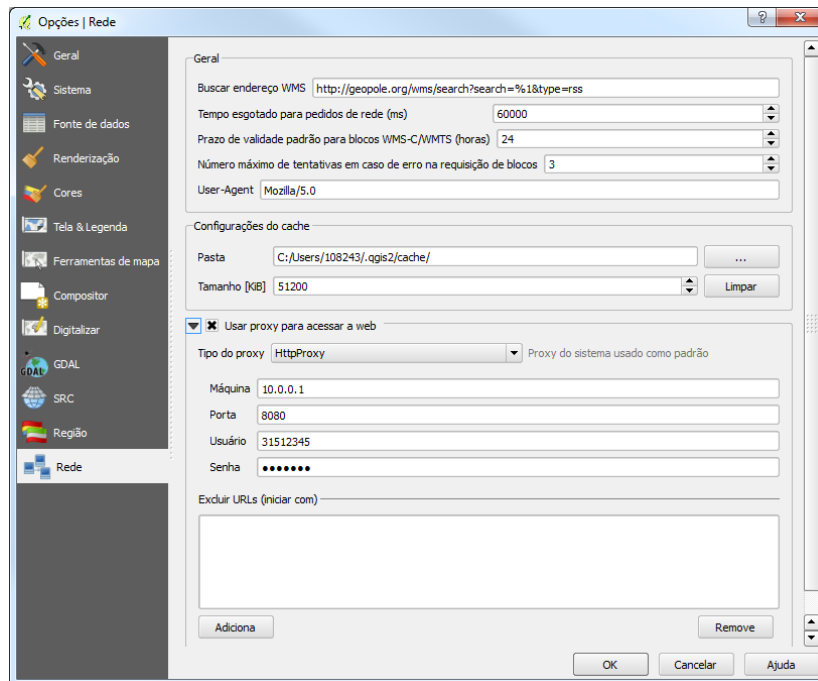 Opções | Rede
Geral
Sistema
Fonte de dados
Renderização
Cores
Tela & Legenda
Ferramentas de mapa
Compositor
Digitalizar
GDAL
GDAL
SRC
Região
Rede
Geral
Buscar endereço WMS http://geopole.org/wms/search?search=%1&type=rss
Tempo esgotado para pedidos de rede (ms) 60000
Prazo de validade padrão para blocos WMS-C/WMTS (horas) 24
Número máximo de tentativas em caso de erro na requisição de blocos 3
User-Agent Mozilla/5.0
Configurações do cache
Pasta C:/Users/108243/.qgis2/cache/ ...
Tamanho [KiB] 51200 Limpar
Usar proxy para acessar a web
Tipo do proxy HttpProxy Proxy do sistema usado como padrão
Máquina 10.0.0.1
Porta 8080
Usuário 31512345
Senha •••••••
Excluir URLs (iniciar com)
Adiciona Remove
OK Cancelar Ajuda